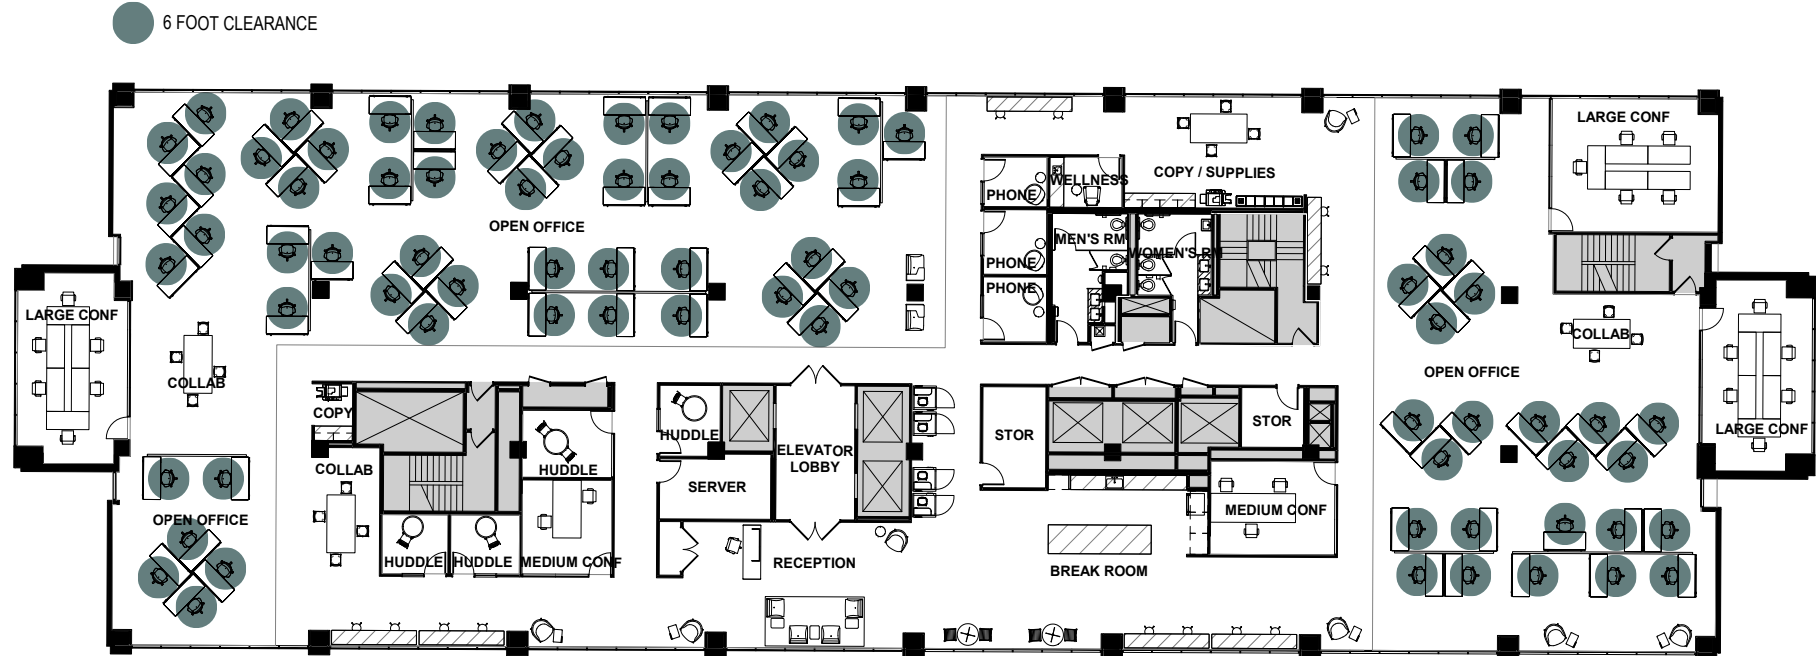 6 FOOT CLEARANCE
LARGE CONF
COPY / SUPPLIES
WELLNESS
PHONE
OPEN OFFICE
MEN'S RM
WOMEN'S RM
PHONE
PHONE
LARGE CONF
COLLAB
OPEN OFFICE
COLLAB
COPY
STOR
LARGE CONF
HUDDLE
STOR
ELEVATOR
LOBBY
COLLAB
HUDDLE
SERVER
MEDIUM CONF
OPEN OFFICE
HUDDLE
HUDDLE
MEDIUM CONF
RECEPTION
BREAK ROOM